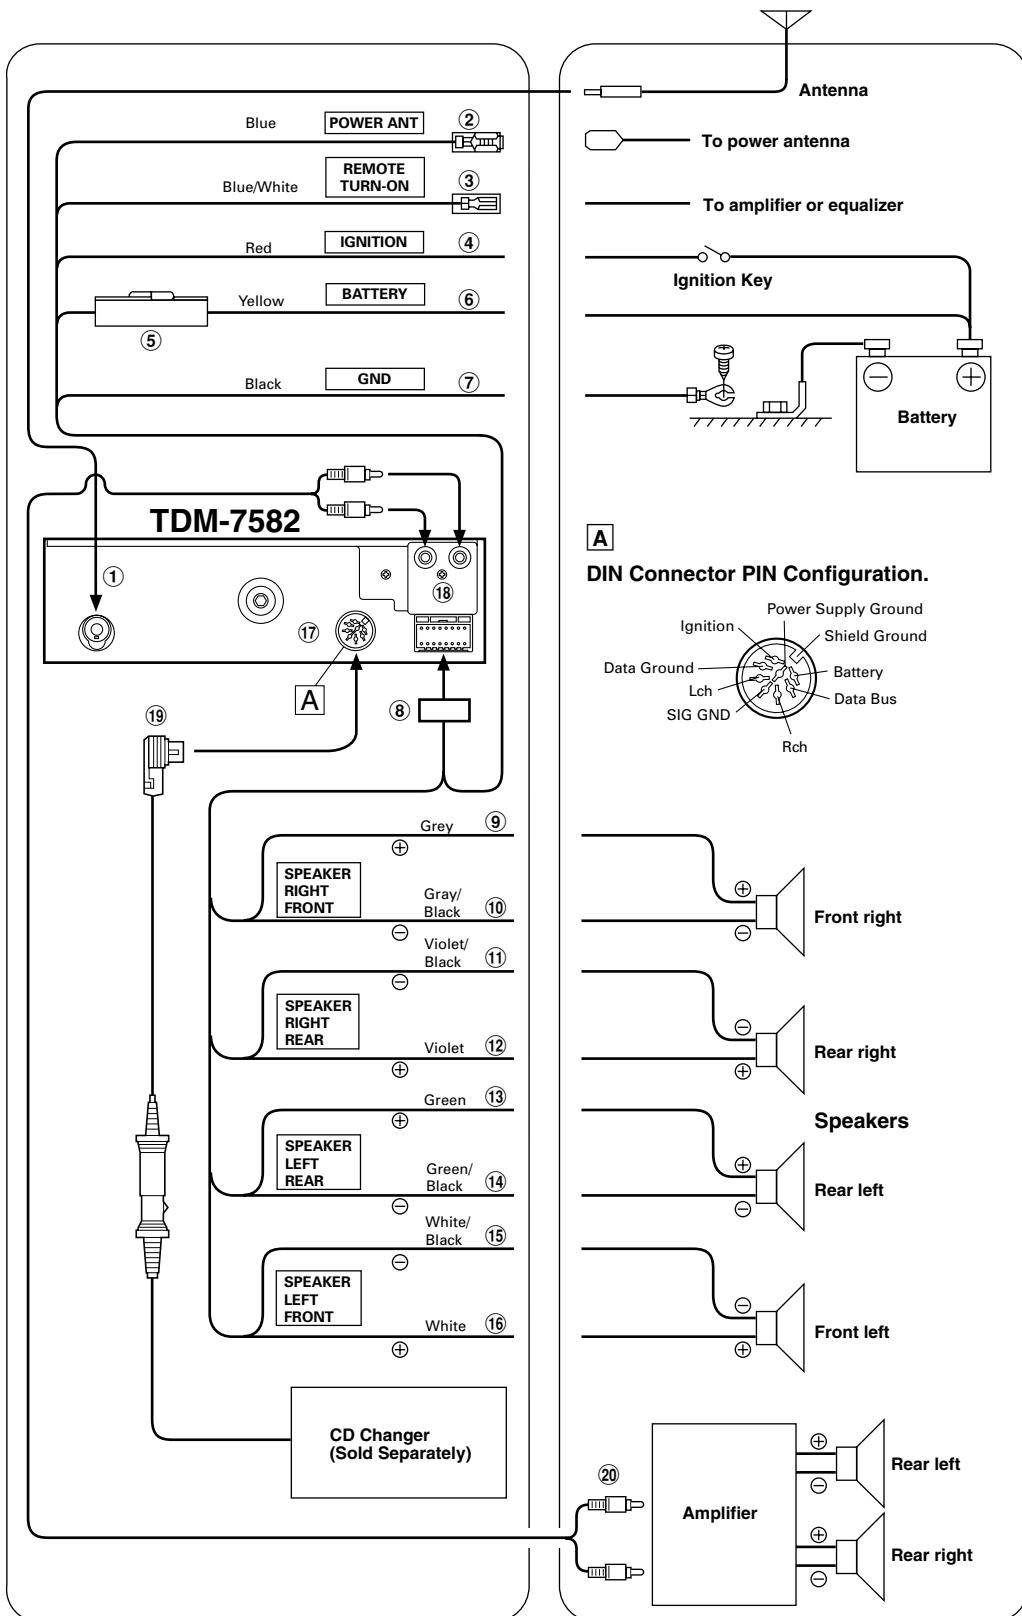 Antenna
Blue
POWER ANT
②
To power antenna
Blue/White
REMOTE
TURN-ON
③
To amplifier or equalizer
Red
IGNITION
④
Ignition Key
Yellow
BATTERY
⑥
⑤
Black
GND
⑦
⊖
⊕
Battery
TDM-7582
①
⑰
⑱
A
⑧
⑲
A
DIN Connector PIN Configuration.
Power Supply Ground
Ignition
Shield Ground
Data Ground
Battery
Lch
Data Bus
SIG GND
Rch
Grey
⑨
⊕
SPEAKER
RIGHT
FRONT
Gray/
Black
⑩
⊖
⊕
⊖
Front right
Violet/
Black
⑪
⊖
SPEAKER
RIGHT
REAR
Violet
⑫
⊕
⊖
⊕
Rear right
Speakers
Green
⑬
⊕
SPEAKER
LEFT
REAR
Green/
Black
⑭
⊖
⊕
⊖
Rear left
White/
Black
⑮
⊖
SPEAKER
LEFT
FRONT
White
⑯
⊕
⊖
⊕
Front left
CD Changer
(Sold Separately)
⑳
Amplifier
⊕
⊖
Rear left
⊕
⊖
Rear right